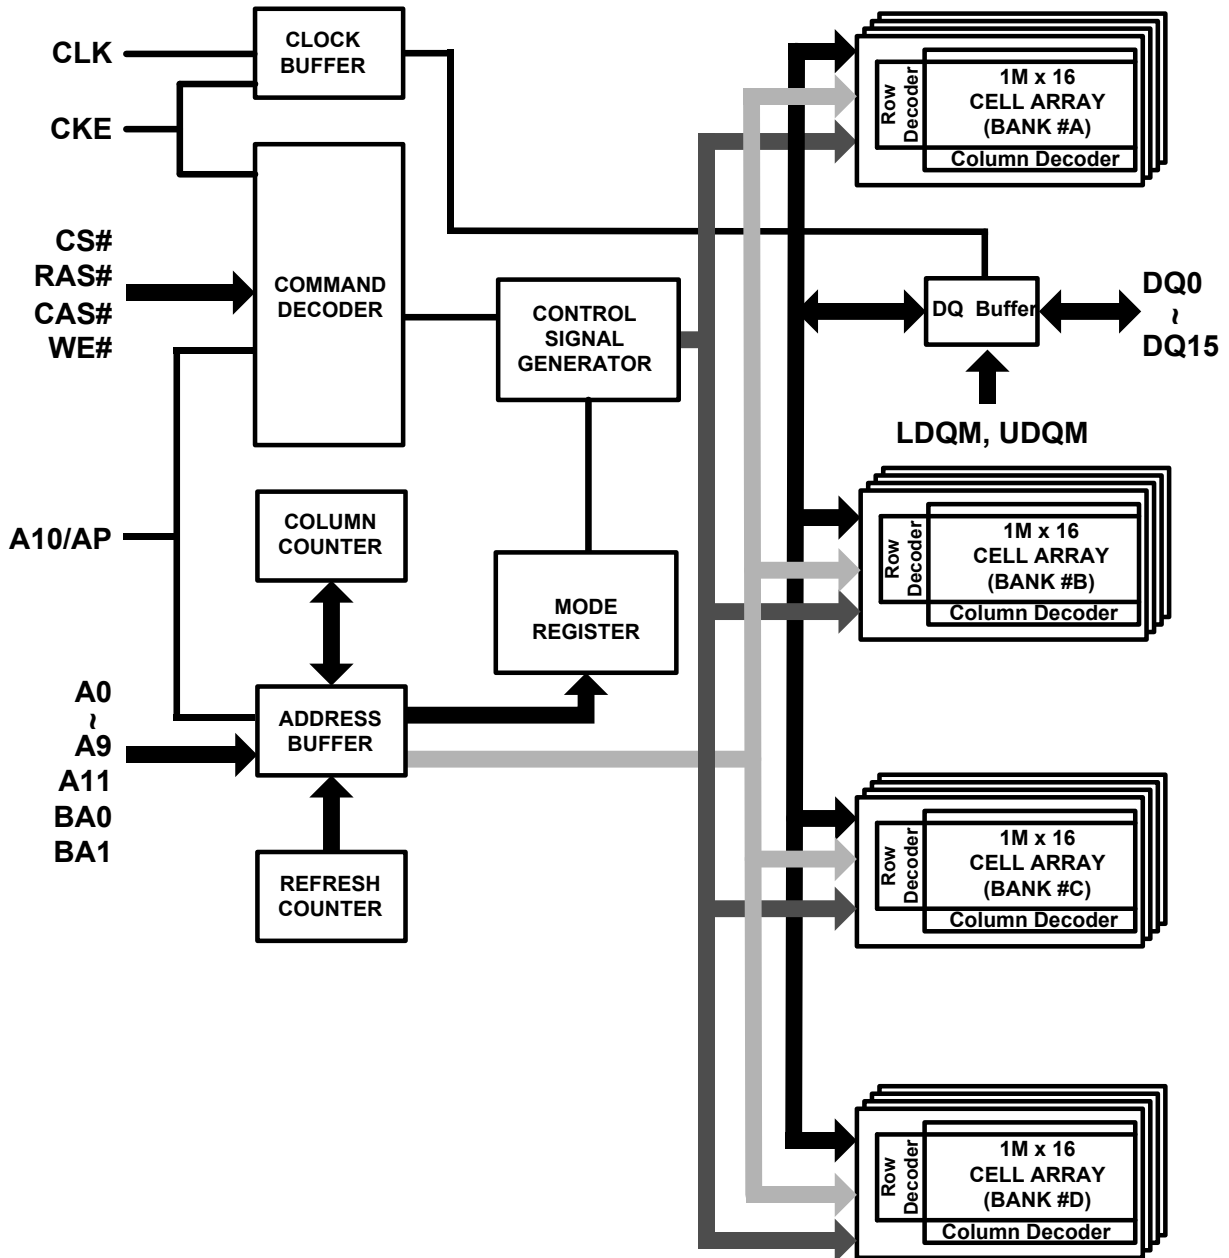 CLK
CKE
CLOCK
BUFFER
CS#
RAS#
CAS#
WE#
COMMAND
DECODER
CONTROL
SIGNAL
GENERATOR
A10/AP
COLUMN
COUNTER
MODE
REGISTER
A0
~
A9
A11
BA0
BA1
ADDRESS
BUFFER
REFRESH
COUNTER
Row
Decoder
1M x 16
CELL ARRAY
(BANK #A)
Column Decoder
DQ Buffer
DQ0
~
DQ15
LDQM, UDQM
Row
Decoder
1M x 16
CELL ARRAY
(BANK #B)
Column Decoder
Row
Decoder
1M x 16
CELL ARRAY
(BANK #C)
Column Decoder
Row
Decoder
1M x 16
CELL ARRAY
(BANK #D)
Column Decoder